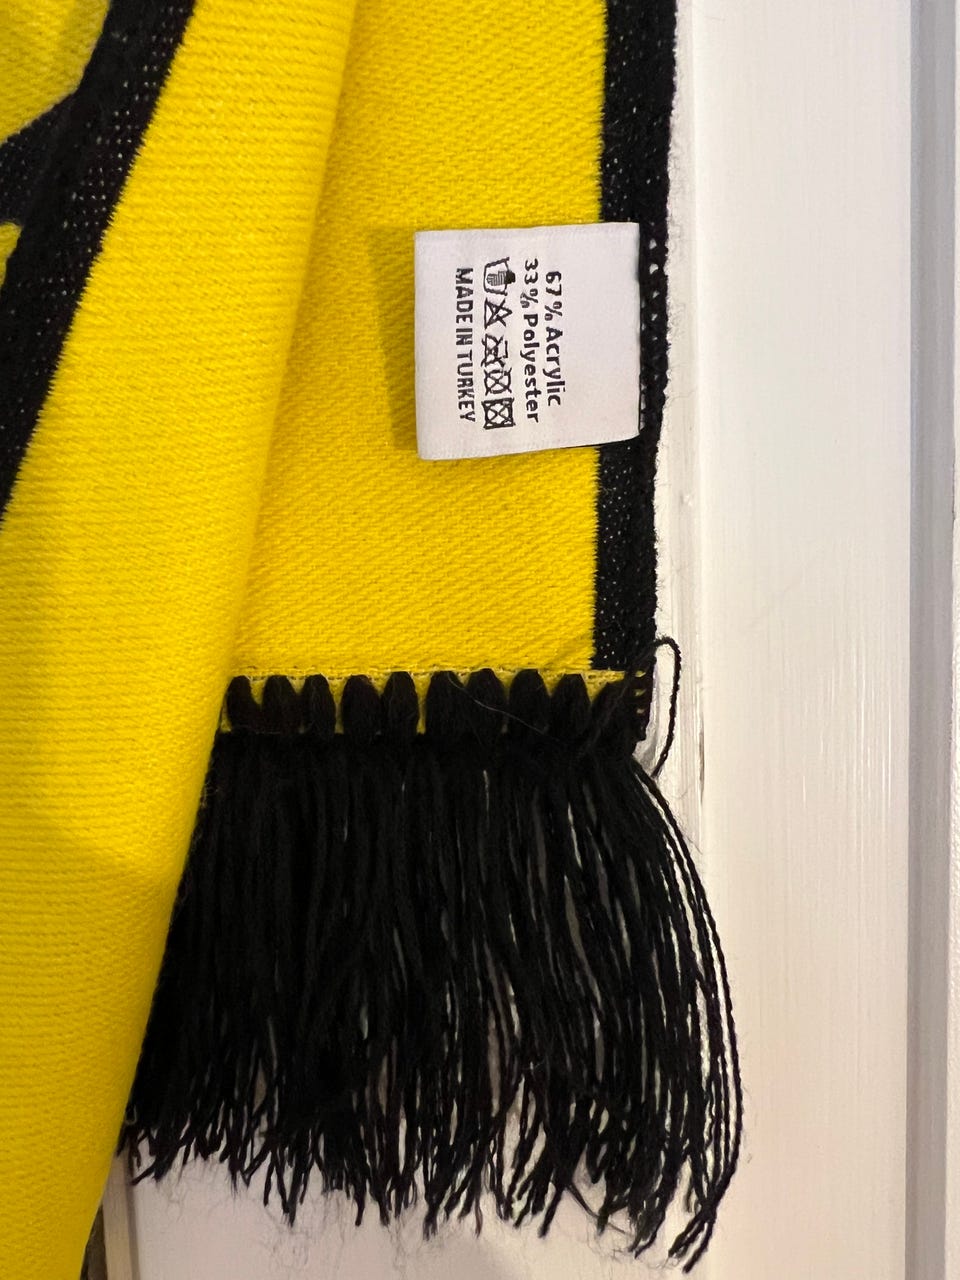 67% Acrylic
33% Polyester
MADE IN TURKEY